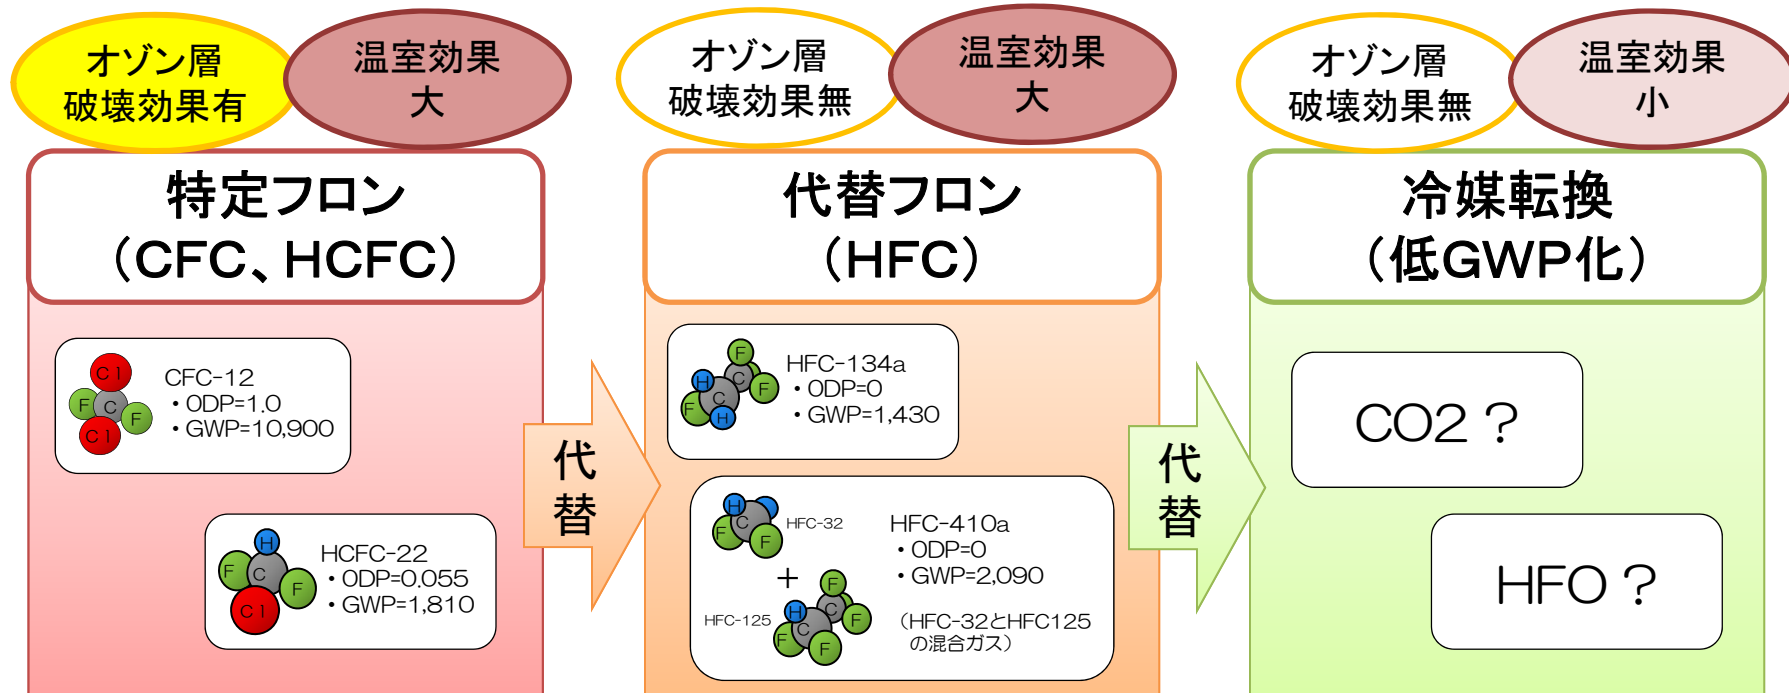 オゾン層
破壊効果有
温室効果
大
特定フロン
（CFC、HCFC）
Cl
F
C
F
Cl
CFC-12
・ODP=1.0
・GWP=10,900
H
F
C
F
Cl
HCFC-22
・ODP=0.055
・GWP=1,810
代
替
オゾン層
破壊効果無
温室効果
大
代替フロン
（HFC）
F
H
C
F
C
F
H
HFC-134a
・ODP=0
・GWP=1,430
H
C
F
F
HFC-32
+
HFC-125
F
H
C
F
C
F
F
HFC-410a
・ODP=0
・GWP=2,090
（HFC-32とHFC125
の混合ガス）
代
替
オゾン層
破壊効果無
温室効果
小
冷媒転換
（低GWP化）
CO2？
HFO？